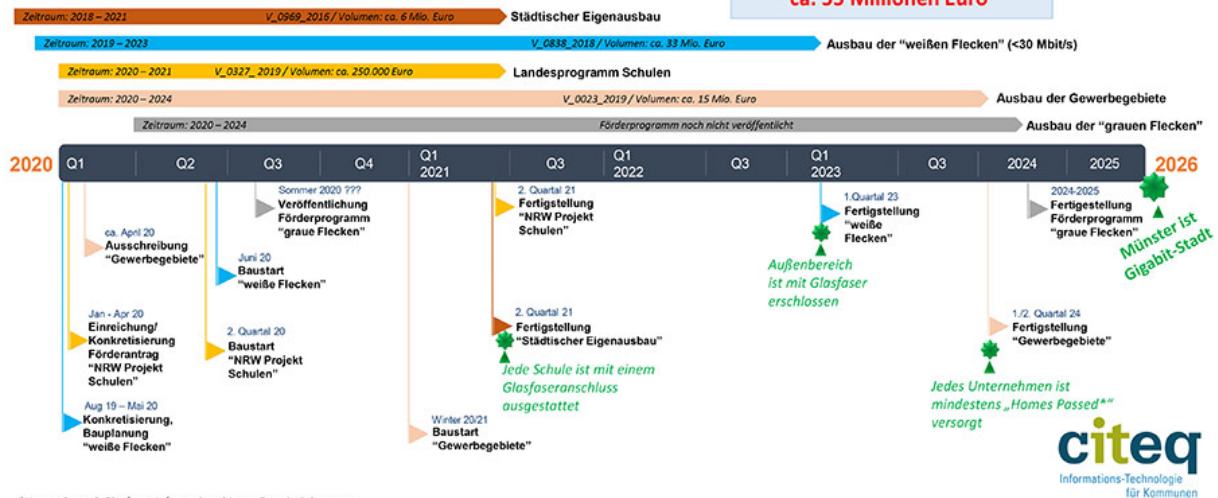 ca. 55 Millionen Euro
Zeitraum: 2018 – 2021 V_0969_2016 / Volumen: ca. 6 Mio. Euro Städtischer Eigenausbau
Zeitraum: 2019 – 2023 V_0838_2018 / Volumen: ca. 33 Mio. Euro Ausbau der "weißen Flecken" (<30 Mbit/s)
Zeitraum: 2020 – 2021 V_0327_ 2019 / Volumen: ca. 250.000 Euro Landesprogramm Schulen
Zeitraum: 2020 – 2024 V_0023_2019 / Volumen: ca. 15 Mio. Euro Ausbau der Gewerbegebiete
Zeitraum: 2020 – 2024 Förderprogramm noch nicht veröffentlicht Ausbau der "grauen Flecken"
2020 Q1 Q2 Q3 Q4 Q1 2021 Q3 Q1 2022 Q3 Q1 2023 Q3 2024 2025 2026
Sommer 2020 ???
Veröffentlichung
Förderprogramm
"graue Flecken"
2. Quartal 21
Fertigstellung
"NRW Projekt
Schulen"
1.Quartal 23
Fertigstellung
"weiße
Flecken"
2024-2025
Fertigestellung
Förderprogramm
"graue Flecken"
Münster ist
Gigabit-Stadt
ca. April 20
Ausschreibung
"Gewerbegebiete"
Juni 20
Baustart
"weiße Flecken"
Außenbereich
ist mit Glasfaser
erschlossen
Jan - Apr 20
Einreichung/
Konkretisierung
Förderantrag
"NRW Projekt
Schulen"
2. Quartal 20
Baustart
"NRW Projekt
Schulen"
2. Quartal 21
Fertigstellung
"Städtischer Eigenausbau"
Jede Schule ist mit einem
Glasfaseranschluss
ausgestattet
1./2. Quartal 24
Fertigstellung
"Gewerbegebiete"
Jedes Unternehmen ist
mindestens „Homes Passed*"
versorgt
Aug 19 – Mai 20
Konkretisierung,
Bauplanung
"weiße Flecken"
Winter 20/21
Baustart
"Gewerbegebiete"
citeq
Informations-Technologie
für Kommunen